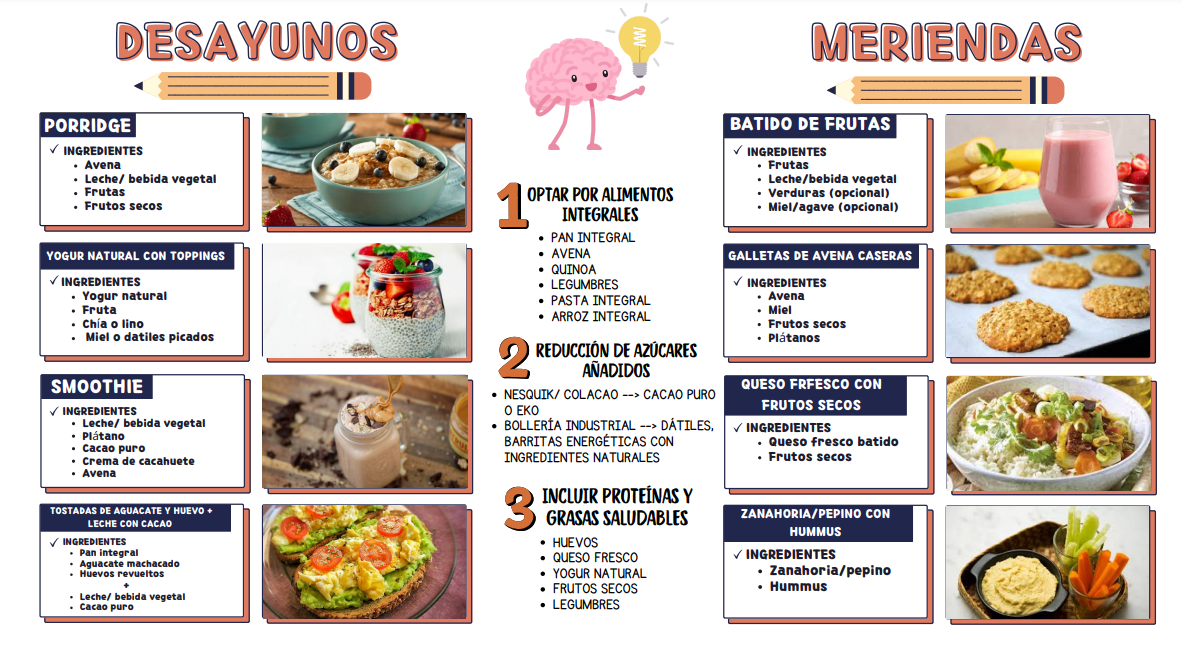 DESAYUNOS
PORRIDGE
✓ INGREDIENTES
• Avena
• Leche/ bebida vegetal
• Frutas
• Frutos secos
YOGUR NATURAL CON TOPPINGS
✓ INGREDIENTES
• Yogur natural
• Fruta
• Chía o lino
• Miel o datiles picados
SMOOTHIE
✓ INGREDIENTES
• Leche/ bebida vegetal
• Plátano
• Cacao puro
• Crema de cacahuete
• Avena
TOSTADAS DE AGUACATE Y HUEVO +
LECHE CON CACAO
✓ INGREDIENTES
• Pan integral
• Aguacate machacado
• Huevos revueltos
+
• Leche/ bebida vegetal
• Cacao puro
1 OPTAR POR ALIMENTOS
INTEGRALES
• PAN INTEGRAL
• AVENA
• QUINOA
• LEGUMBRES
• PASTA INTEGRAL
• ARROZ INTEGRAL
2 REDUCCIÓN DE AZÚCARES
AÑADIDOS
• NESQUIK/ COLACAO --> CACAO PURO
O EKO
• BOLLERÍA INDUSTRIAL --> DÁTILES,
BARRITAS ENERGÉTICAS CON
INGREDIENTES NATURALES
3 INCLUIR PROTEÍNAS Y
GRASAS SALUDABLES
• HUEVOS
• QUESO FRESCO
• YOGUR NATURAL
• FRUTOS SECOS
• LEGUMBRES
MERIENDAS
BATIDO DE FRUTAS
✓ INGREDIENTES
• Frutas
• Leche/bebida vegetal
• Verduras (opcional)
• Miel/agave (opcional)
GALLETAS DE AVENA CASERAS
✓ INGREDIENTES
• Avena
• Miel
• Frutos secos
• Plátanos
QUESO FRFESCO CON
FRUTOS SECOS
✓ INGREDIENTES
• Queso fresco batido
• Frutos secos
ZANAHORIA/PEPINO CON
HUMMUS
✓ INGREDIENTES
• Zanahoria/pepino
• Hummus